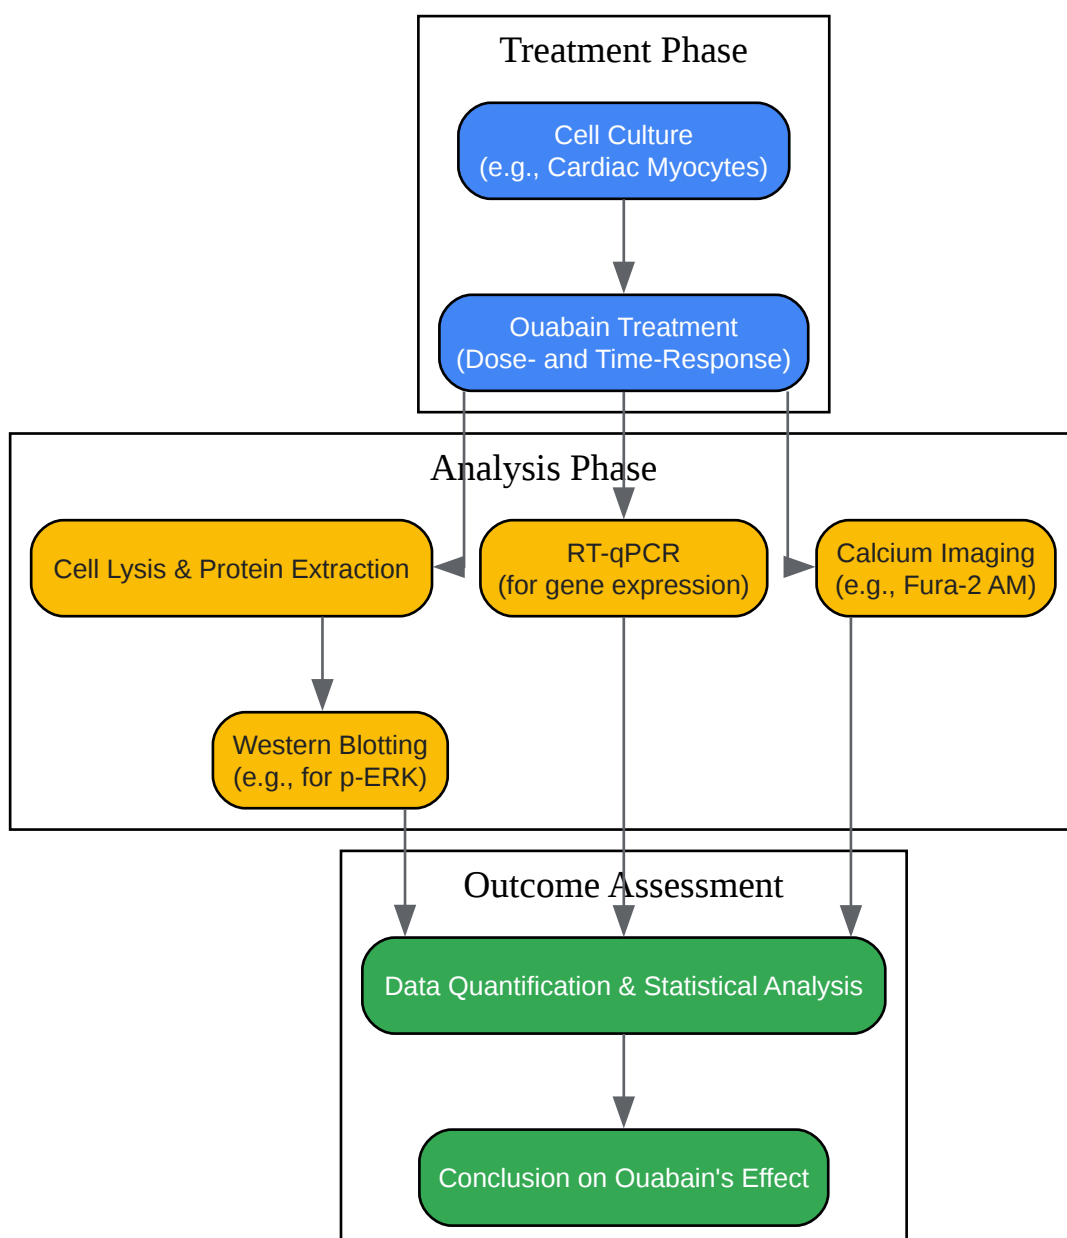 Treatment Phase
Cell Culture
(e.g., Cardiac Myocytes)
Ouabain Treatment
(Dose- and Time-Response)
Analysis Phase
Cell Lysis & Protein Extraction
RT-qPCR
(for gene expression)
Calcium Imaging
(e.g., Fura-2 AM)
Western Blotting
(e.g., for p-ERK)
Outcome Assessment
Data Quantification & Statistical Analysis
Conclusion on Ouabain's Effect